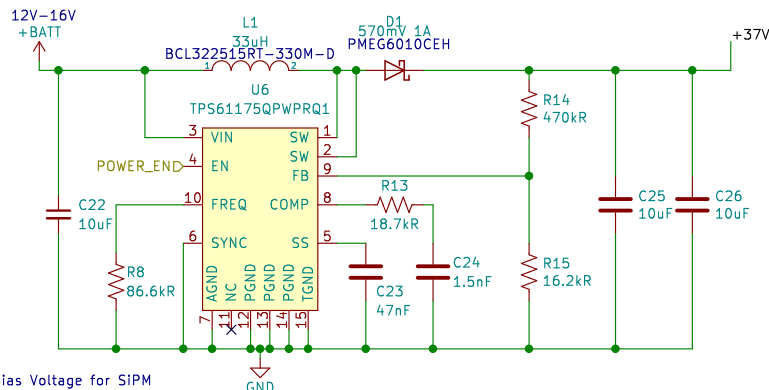 12V-16V
+BATT
L1
33uH
BCL322515RT-330M-D
1
2
D1
570mV 1A
PMEG6010CEH
+37V
U6
TPS61175QPWPRQ1
3
VIN
SW
1
SW
2
POWER_EN
4
EN
FB
9
10
FREQ
COMP
8
6
SYNC
SS
5
AGND
NC
PGND
PGND
PGND
TGND
7
11
12
13
14
15
R14
470kR
R13
18.7kR
C22
10uF
R8
86.6kR
C23
47nF
C24
1.5nF
R15
16.2kR
C25
10uF
C26
10uF
GND
ias Voltage for SiPM